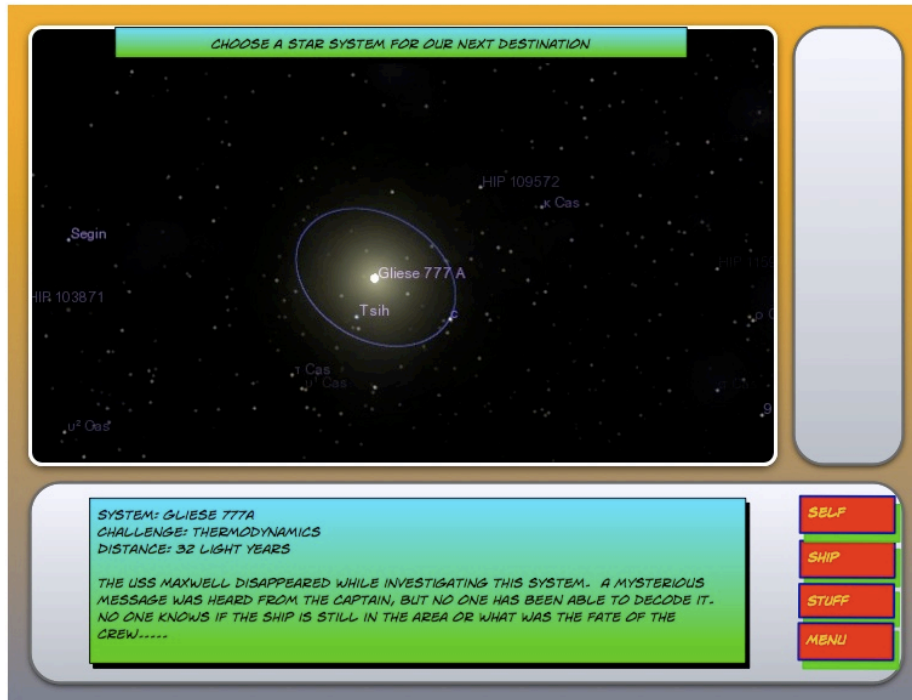 CHOOSE A STAR SYSTEM FOR OUR NEXT DESTINATION
HIP 109572
κ Cas
Segin
Gliese 777 A
HIP 103871
Tsih
c
ρ
τ Cas
υ¹ Cas
υ² Cas
9
SYSTEM: GLIESE 777A
CHALLENGE: THERMODYNAMICS
DISTANCE: 32 LIGHT YEARS
THE USS MAXWELL DISAPPEARED WHILE INVESTIGATING THIS SYSTEM. A MYSTERIOUS
MESSAGE WAS HEARD FROM THE CAPTAIN, BUT NO ONE HAS BEEN ABLE TO DECODE IT.
NO ONE KNOWS IF THE SHIP IS STILL IN THE AREA OR WHAT WAS THE FATE OF THE
CREW.....
SELF
SHIP
STUFF
MENU